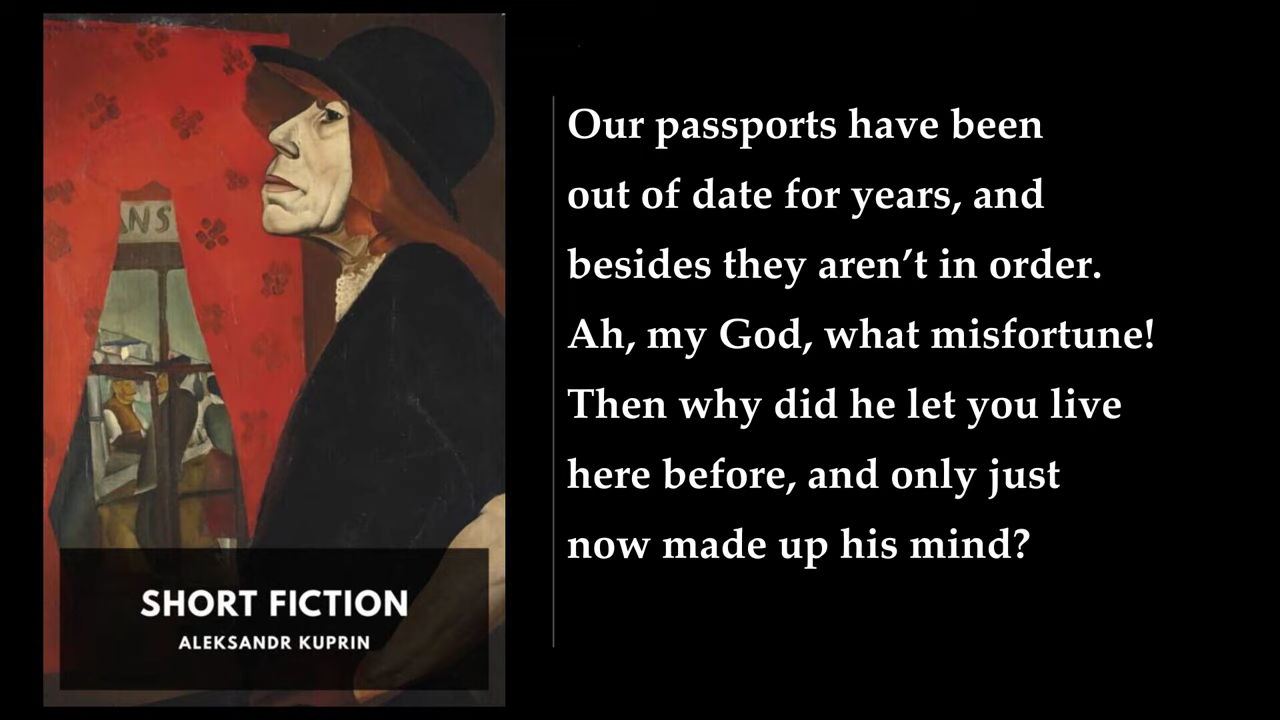 ANS
SHORT FICTION
ALEKSANDR KUPRIN
Our passports have been
out of date for years, and
besides they aren’t in order.
Ah, my God, what misfortune!
Then why did he let you live
here before, and only just
now made up his mind?